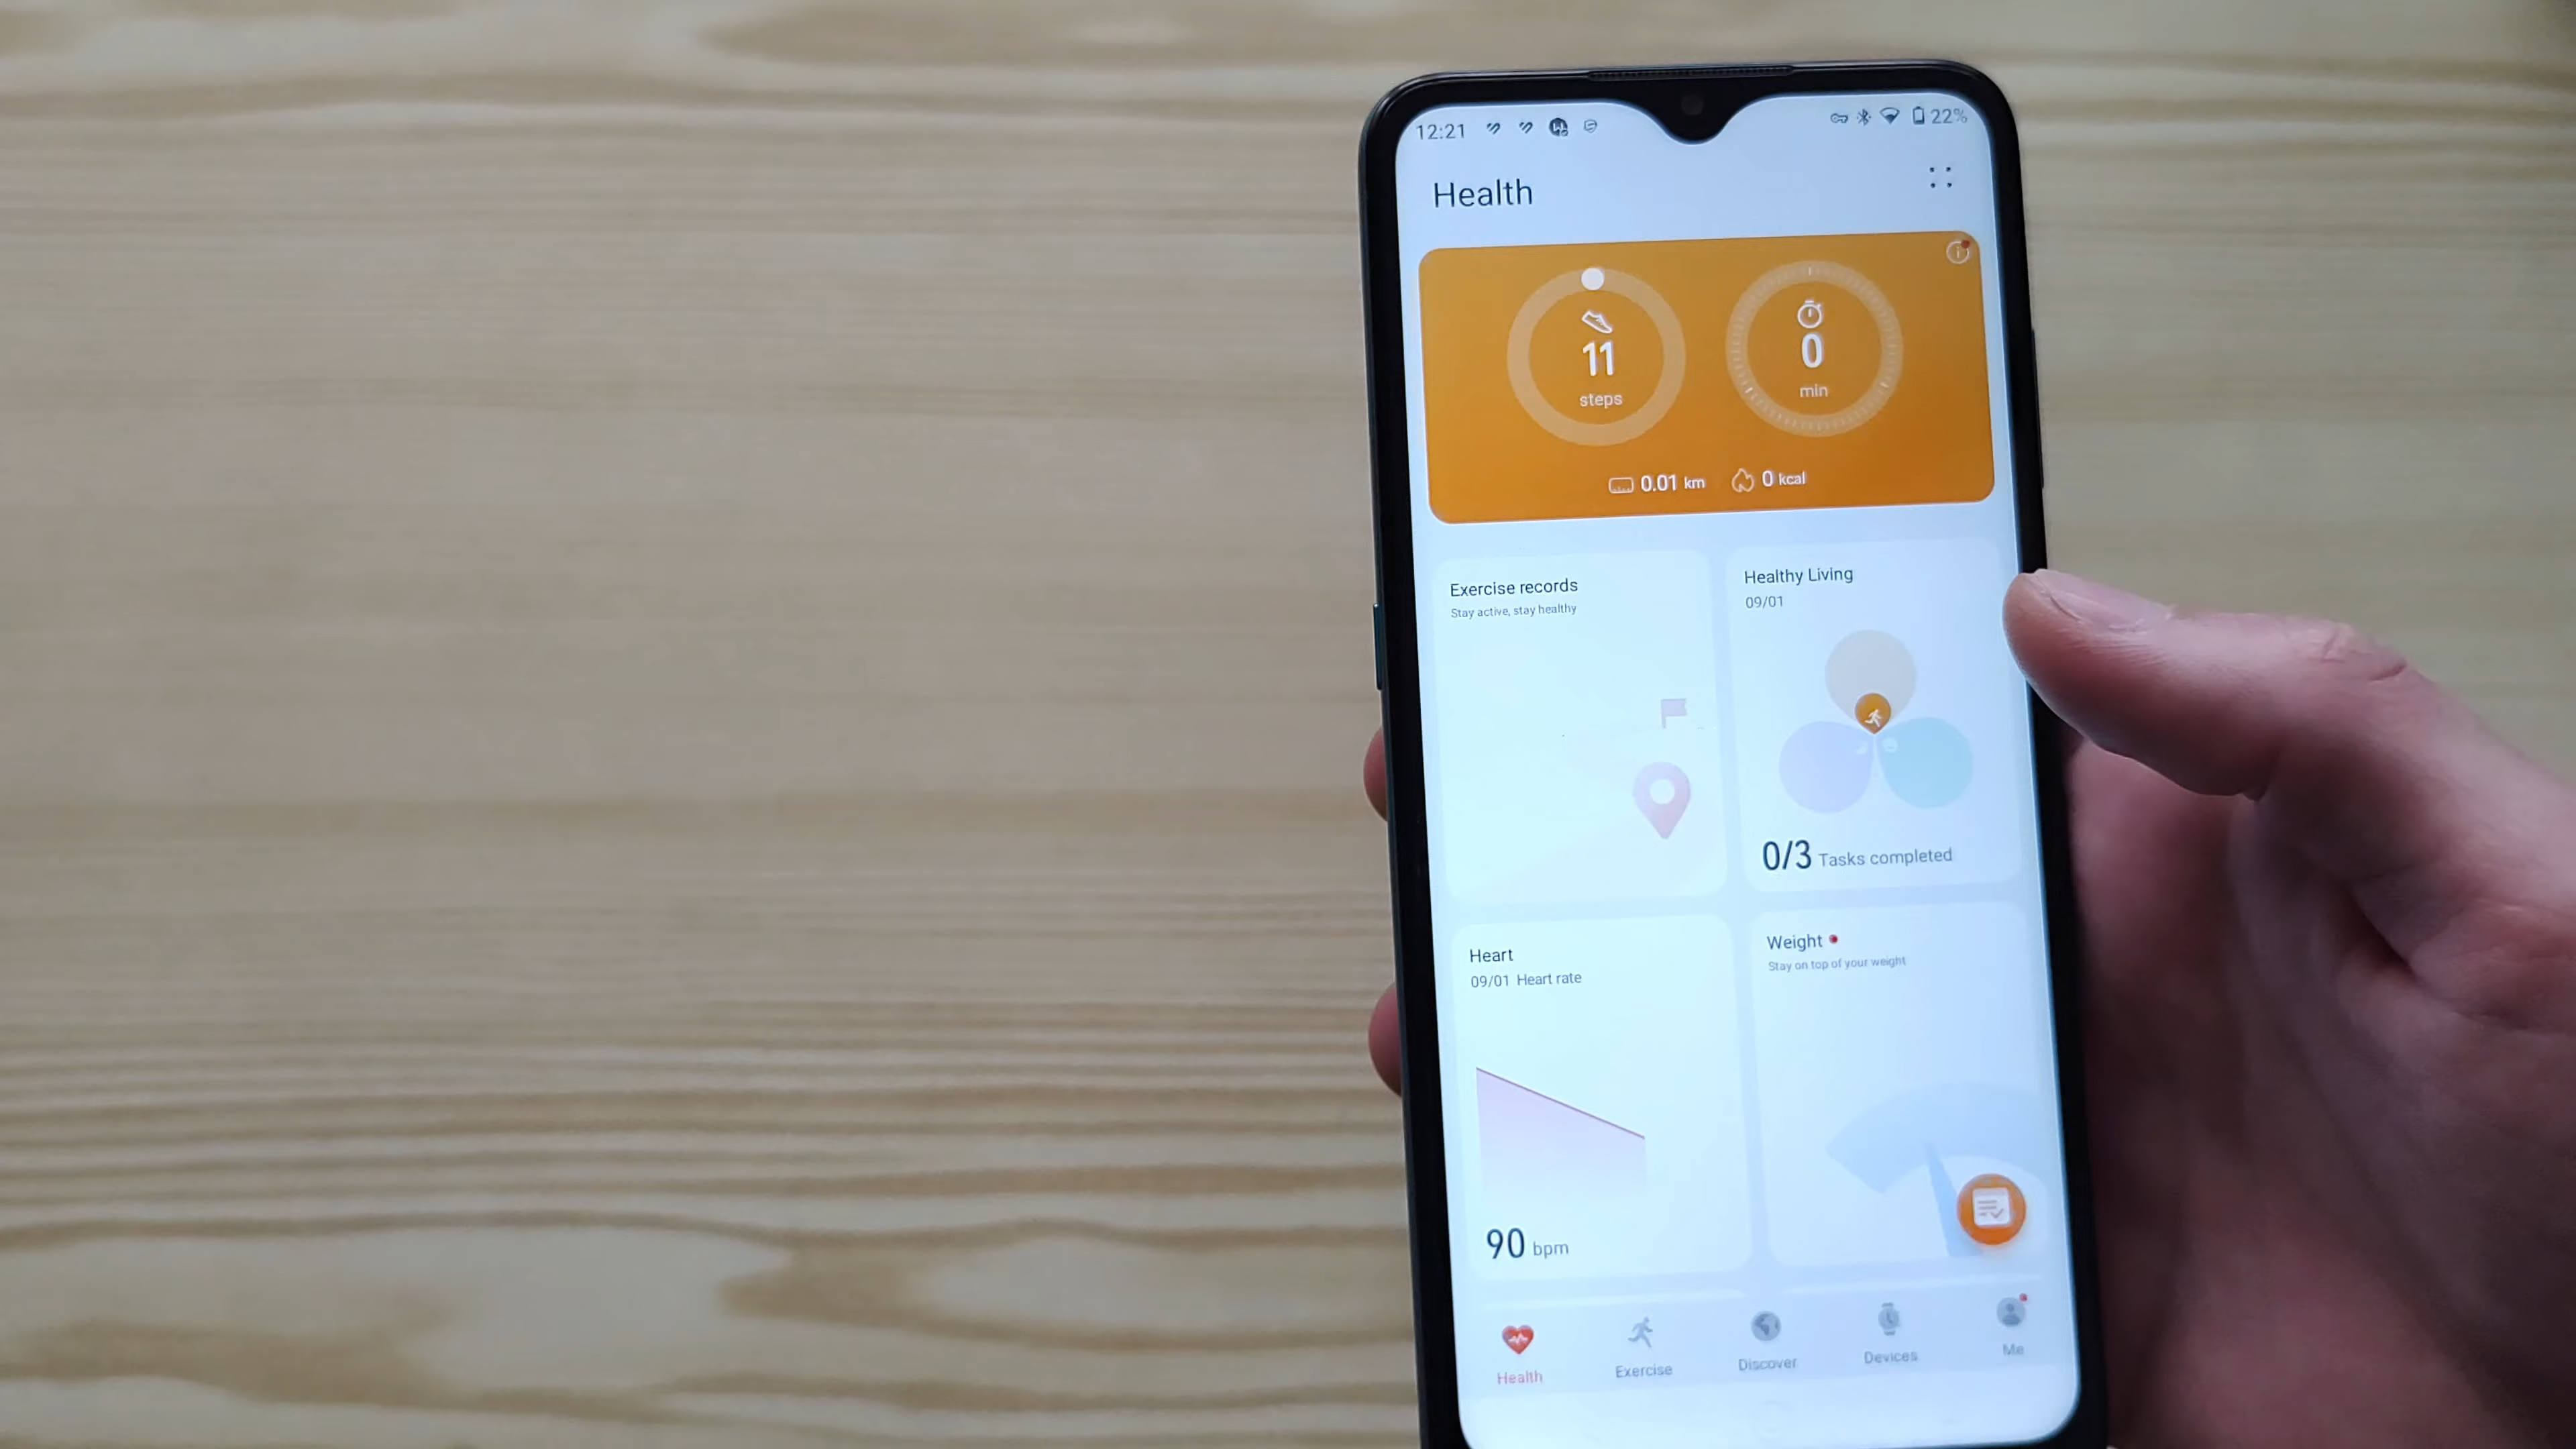 12:21
22%
Health
11
steps
0
min
0.01 km
0 kcal
Exercise records
Stay active, stay healthy
Healthy Living
09/01
0/3 Tasks completed
Heart
09/01 Heart rate
90 bpm
Weight
Stay on top of your weight
Health
Exercise
Discover
Devices
Me